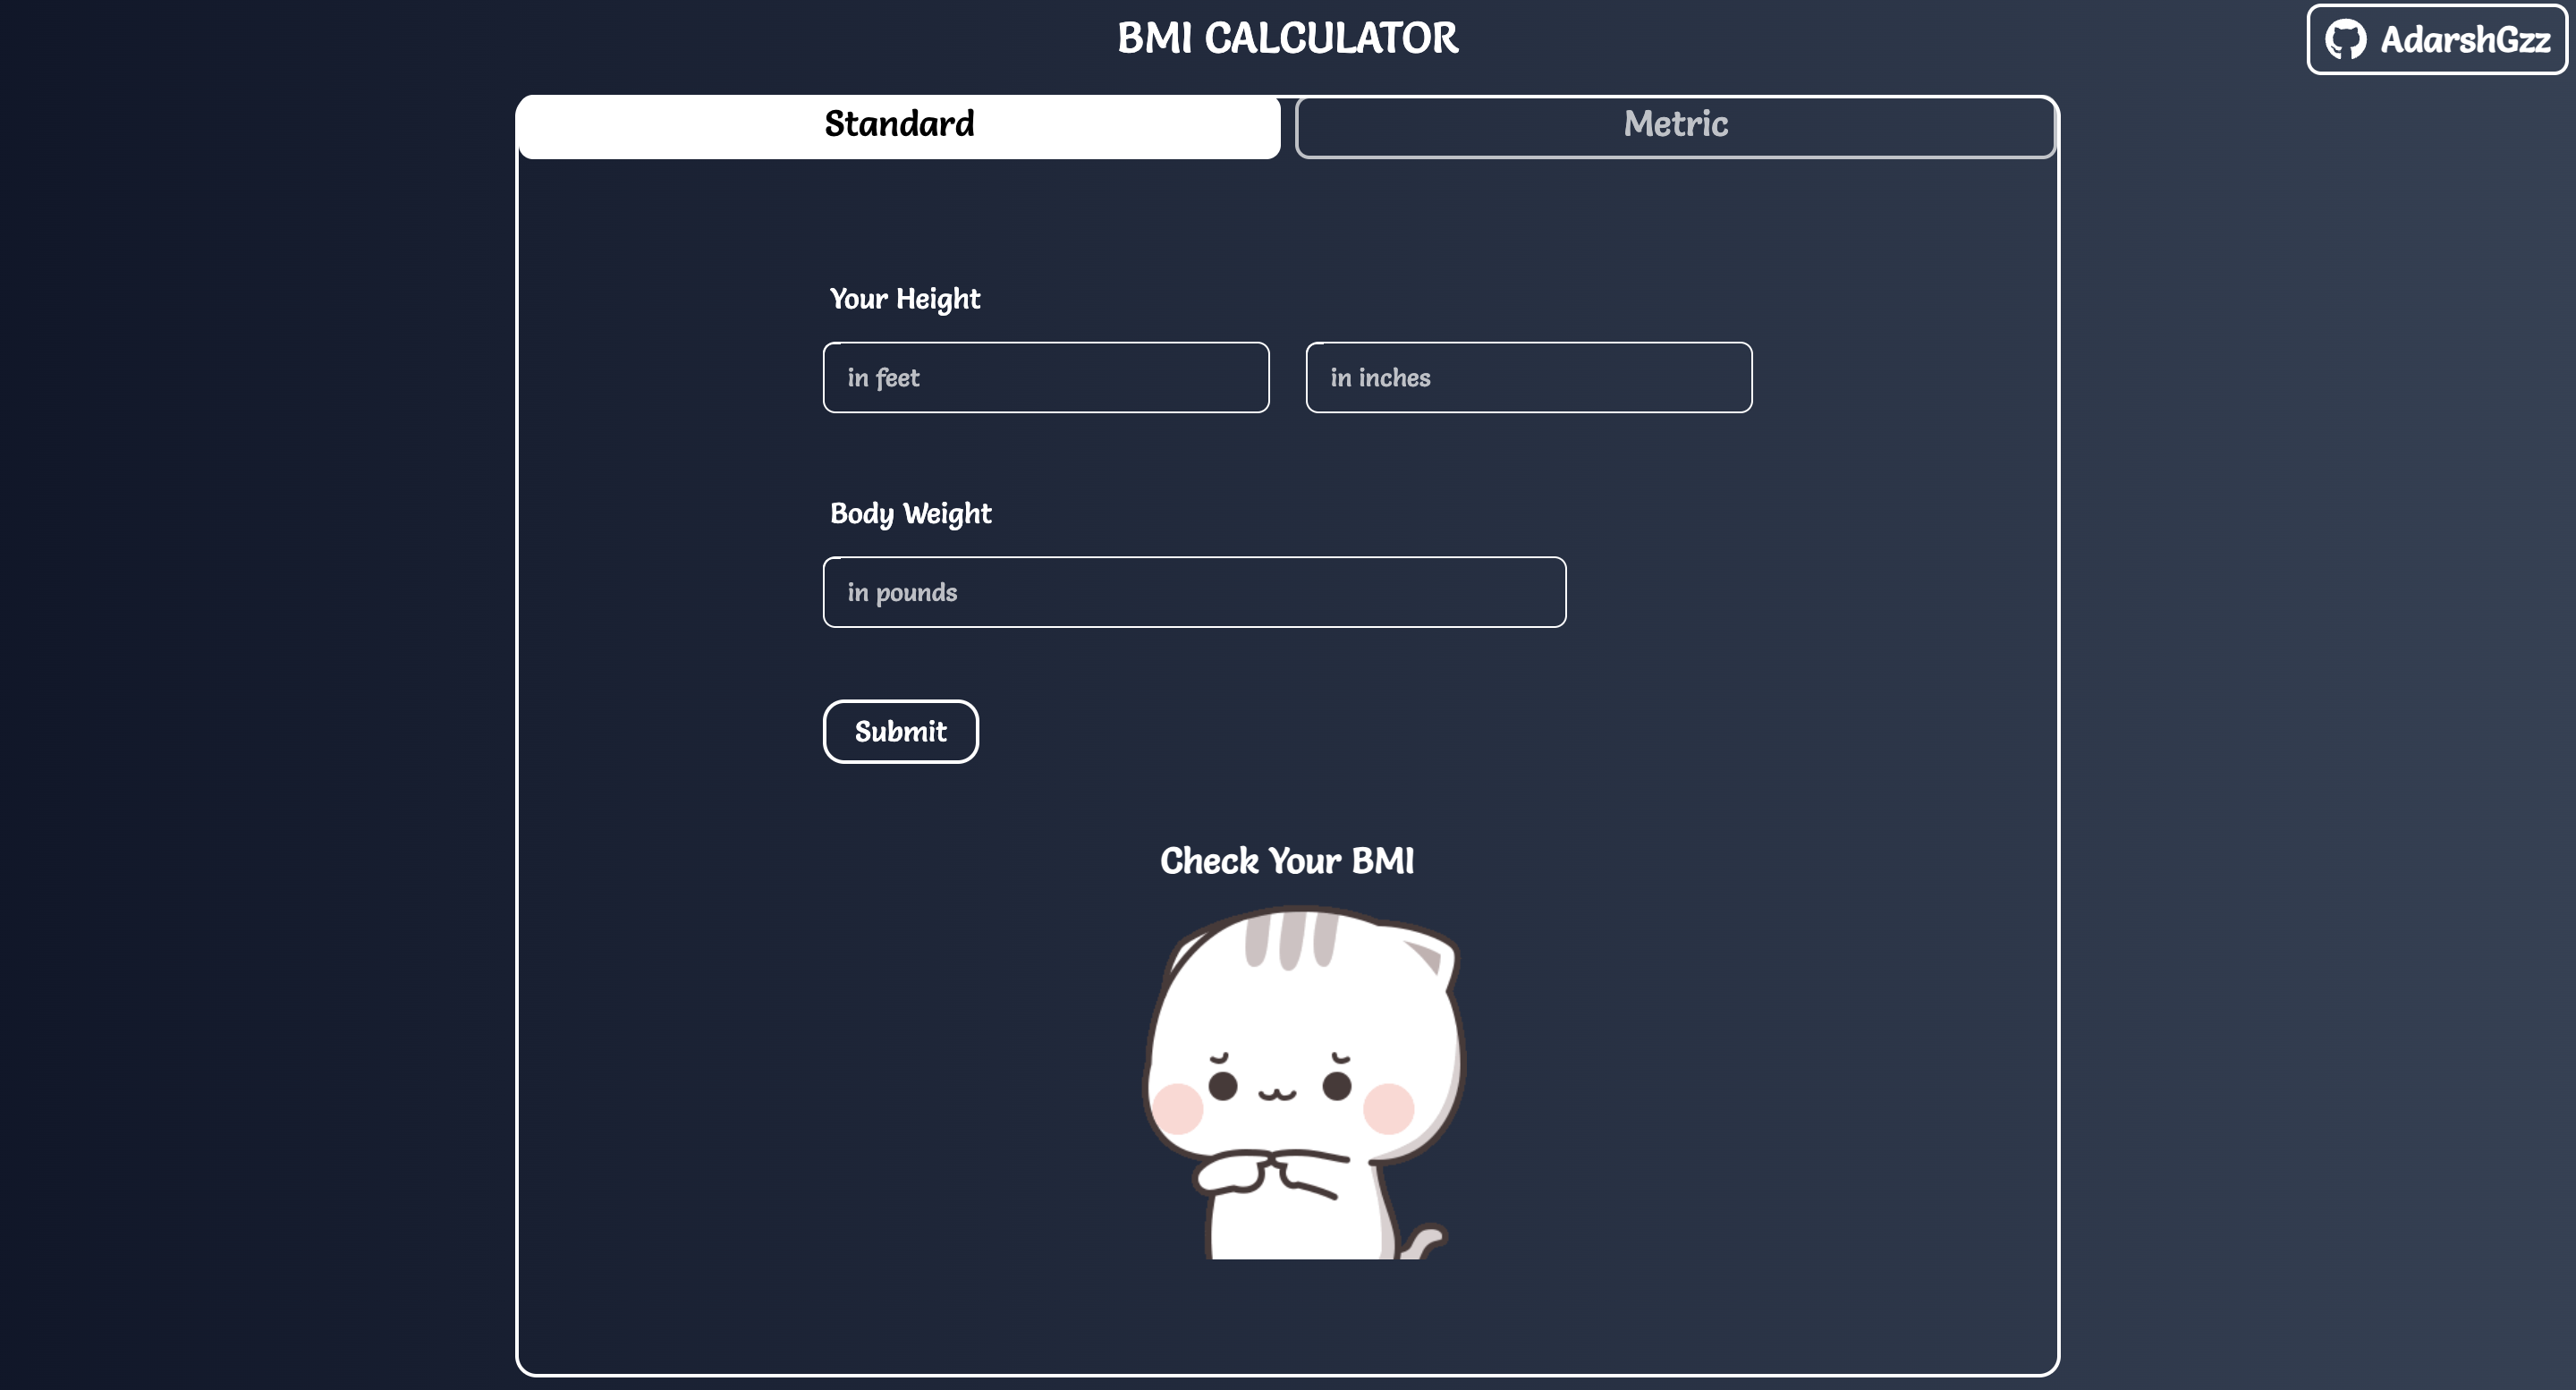 BMI CALCULATOR
AdarshGzz
Standard
Metric
Your Height
in feet
in inches
Body Weight
in pounds
Submit
Check Your BMI